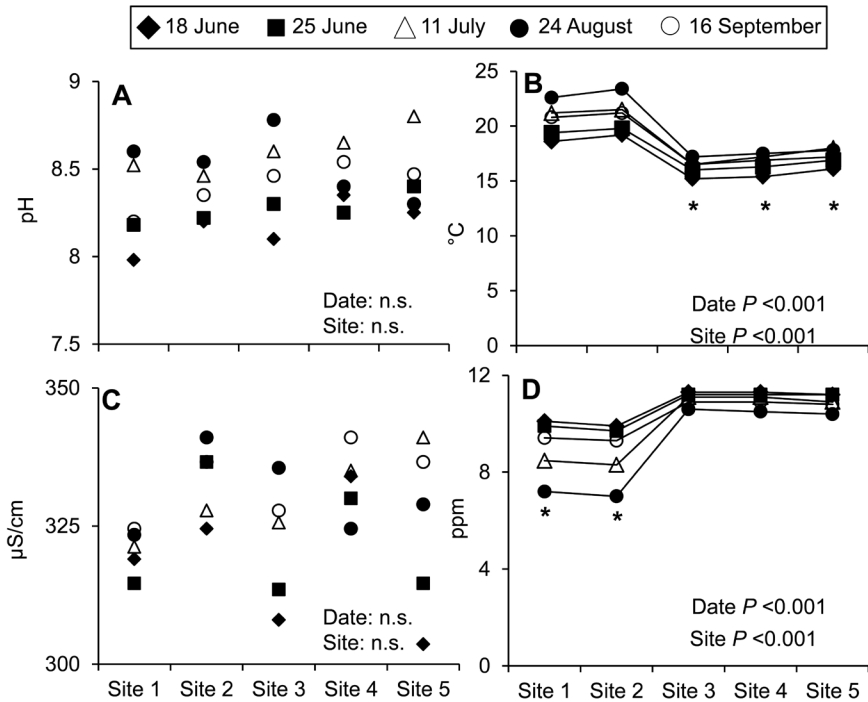 18 June 25 June 11 July 24 August 16 September
A
9
8.5
8
7.5
pH
Date: n.s.
Site: n.s.
B
25
20
15
10
5
0
°C
* * *
Date P <0.001
Site P <0.001
C
350
325
300
µS/cm
Date: n.s.
Site: n.s.
Site 1 Site 2 Site 3 Site 4 Site 5
D
12
8
4
0
ppm
* *
Date P <0.001
Site P <0.001
Site 1 Site 2 Site 3 Site 4 Site 5